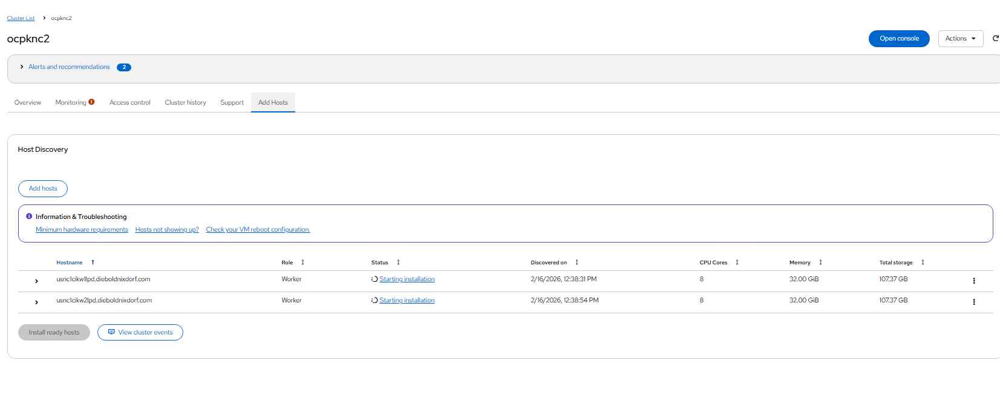 Cluster List > ocpknc2
ocpknc2
Open console
Actions
Alerts and recommendations 2
Overview Monitoring Access control Cluster history Support Add Hosts
Host Discovery
Add hosts
Information & Troubleshooting
Minimum hardware requirements Hosts not showing up? Check your VM reboot configuration.
Hostname Role Status Discovered on CPU Cores Memory Total storage
usnc1cikw1lpd.dieboldnixdorf.com Worker Starting installation 2/16/2026, 12:38:31 PM 8 32.00 GiB 107.37 GB
usnc1cikw2lpd.dieboldnixdorf.com Worker Starting installation 2/16/2026, 12:38:54 PM 8 32.00 GiB 107.37 GB
Install ready hosts View cluster events